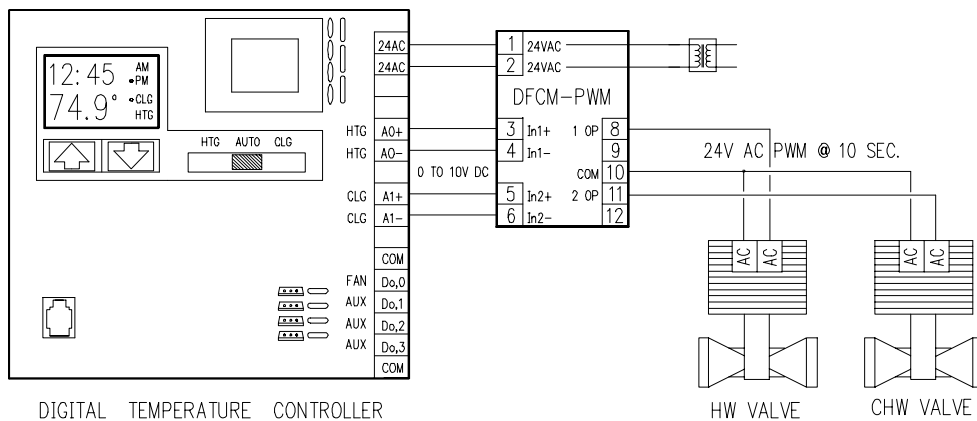 12:45 AM
•PM
74.9° •CLG
HTG
HTG AUTO CLG
24AC
24AC
HTG A0+
HTG A0-
CLG A1+
CLG A1-
COM
FAN Do,0
AUX Do,1
AUX Do,2
AUX Do,3
COM
0 TO 10V DC
1 24VAC
2 24VAC
DFCM-PWM
3 In1+
4 In1-
5 In2+
6 In2-
1 OP 8
9
COM 10
2 OP 11
12
24V AC PWM @ 10 SEC.
AC AC
AC AC
DIGITAL TEMPERATURE CONTROLLER
HW VALVE
CHW VALVE